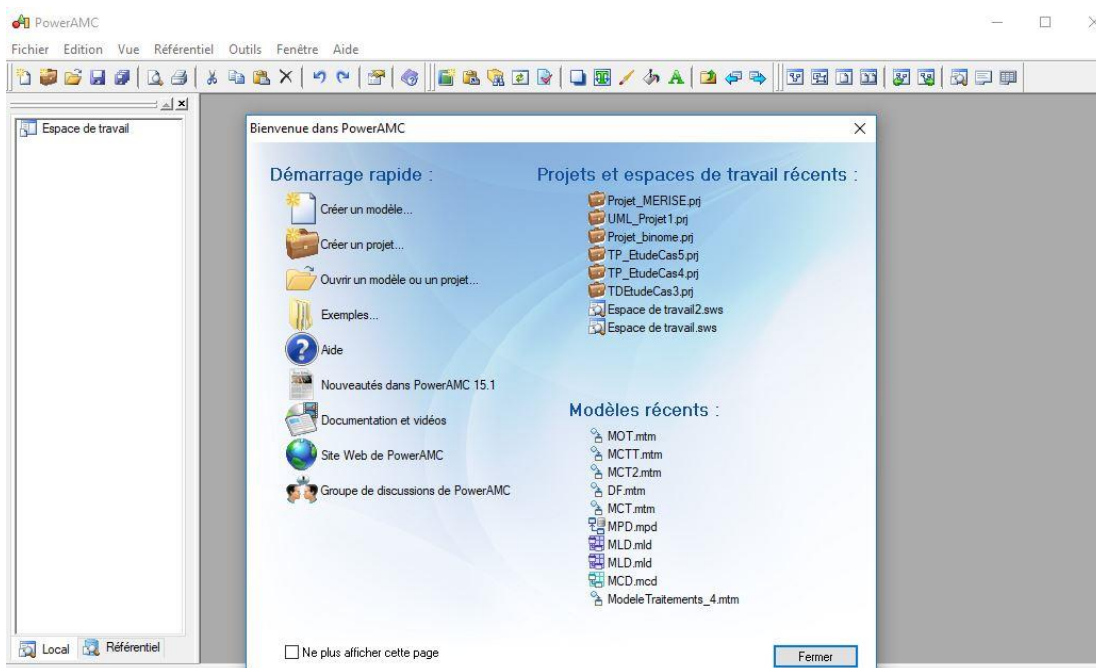 PowerAMC
Fichier Edition Vue Référentiel Outils Fenêtre Aide
Espace de travail
Bienvenue dans PowerAMC
Démarrage rapide :
Créer un modèle...
Créer un projet...
Ouvrir un modèle ou un projet...
Exemples...
Aide
Nouveautés dans PowerAMC 15.1
Documentation et vidéos
Site Web de PowerAMC
Groupe de discussions de PowerAMC
Projets et espaces de travail récents :
Projet_MERISE.prj
UML_Projet1.prj
Projet_binome.prj
TP_EtudeCas5.prj
TP_EtudeCas4.prj
TDEtudeCas3.prj
Espace de travail2.sws
Espace de travail.sws
Modèles récents :
MOT.mtm
MCTT.mtm
MCT2.mtm
DF.mtm
MCT.mtm
MPD.mpd
MLD.mld
MLD.mld
MCD.mcd
ModeleTraitements_4.mtm
Ne plus afficher cette page
Fermer
Local Référentiel